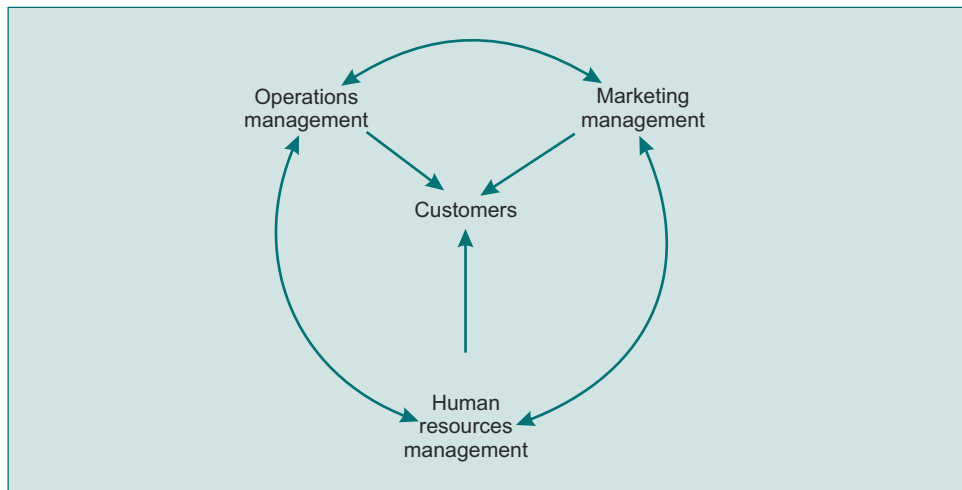 Operations
management
Marketing
management
Customers
Human
resources
management